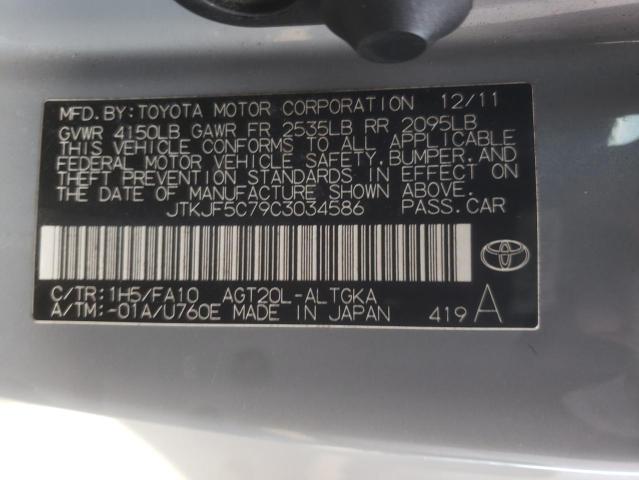 MFD.BY:TOYOTA MOTOR CORPORATION 12/11
GVWR 4150LB GAWR FR 2535LB RR 2095LB
THIS VEHICLE CONFORMS TO ALL APPLICABLE
FEDERAL MOTOR VEHICLE SAFETY,BUMPER,AND
THEFT PREVENTION STANDARDS IN EFFECT ON
THE DATE OF MANUFACTURE SHOWN ABOVE.
JTKJF5C79C3034586 PASS.CAR
C/TR:1H5/FA10 AGT20L-ALTGKA
A/TM:-01A/U760E MADE IN JAPAN 419 A